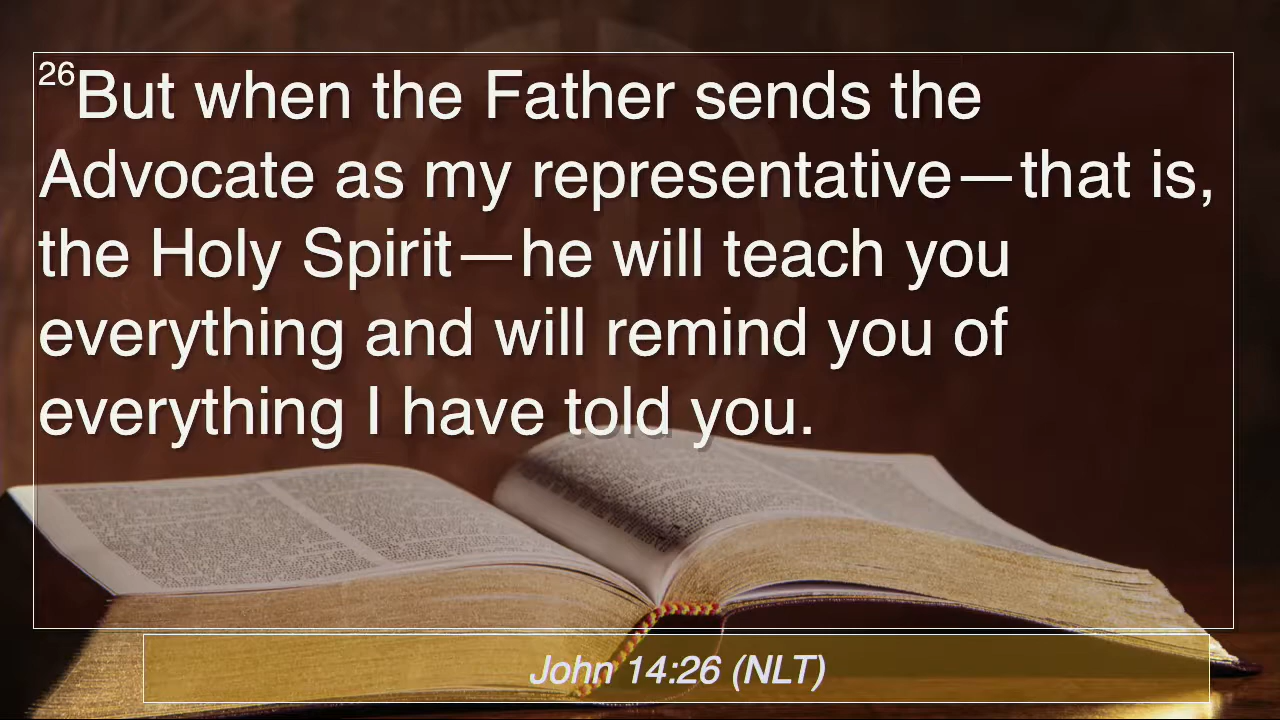 26But when the Father sends the
Advocate as my representative—that is,
the Holy Spirit—he will teach you
everything and will remind you of
everything I have told you.
John 14:26 (NLT)